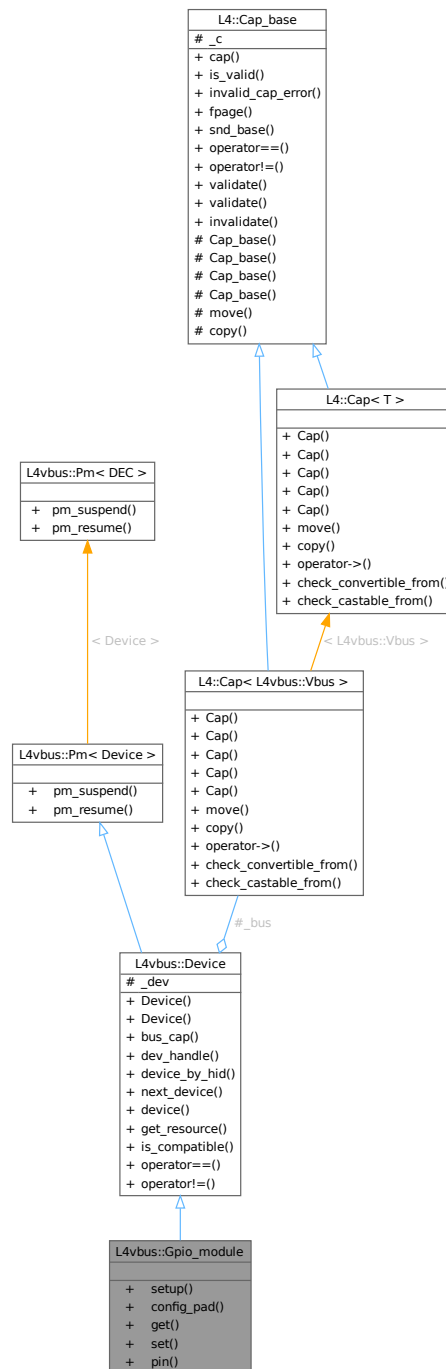 L4::Cap_base
# _c
+ cap()
+ is_valid()
+ invalid_cap_error()
+ fpage()
+ snd_base()
+ operator==()
+ operator!=()
+ validate()
+ validate()
+ invalidate()
# Cap_base()
# Cap_base()
# Cap_base()
# Cap_base()
# move()
# copy()
L4::Cap< T >
+ Cap()
+ Cap()
+ Cap()
+ Cap()
+ Cap()
+ move()
+ copy()
+ operator->()
+ check_convertible_from()
+ check_castable_from()
L4vbus::Pm< DEC >
+ pm_suspend()
+ pm_resume()
< Device >
< L4vbus::Vbus >
L4::Cap< L4vbus::Vbus >
+ Cap()
+ Cap()
+ Cap()
+ Cap()
+ Cap()
+ move()
+ copy()
+ operator->()
+ check_convertible_from()
+ check_castable_from()
L4vbus::Pm< Device >
+ pm_suspend()
+ pm_resume()
#_bus
L4vbus::Device
# _dev
+ Device()
+ Device()
+ bus_cap()
+ dev_handle()
+ device_by_hid()
+ next_device()
+ device()
+ get_resource()
+ is_compatible()
+ operator==()
+ operator!=()
L4vbus::Gpio_module
+ setup()
+ config_pad()
+ get()
+ set()
+ pin()